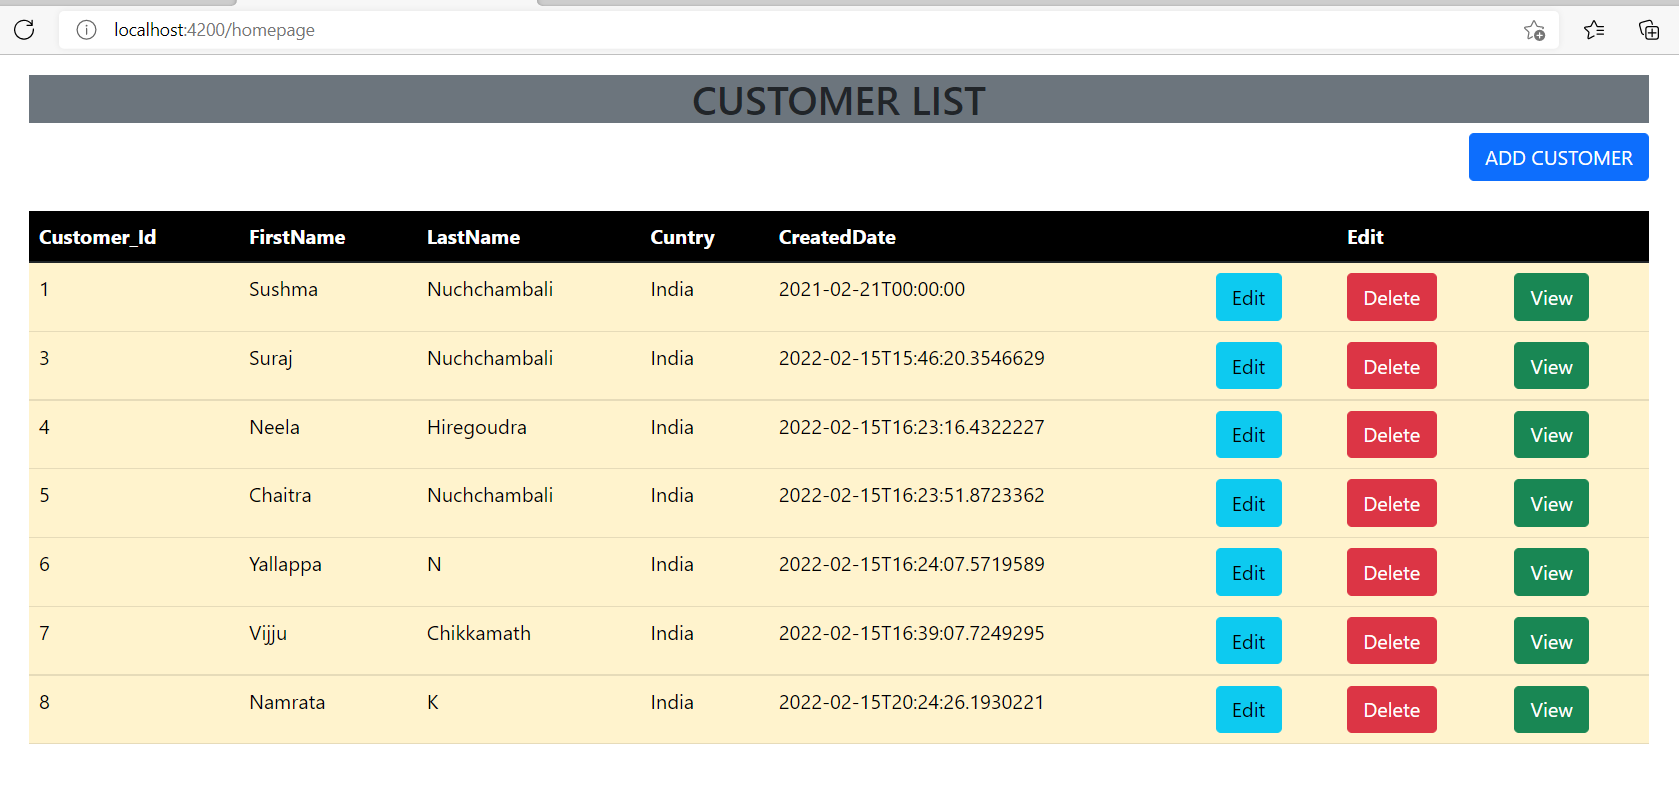 localhost:4200/homepage
CUSTOMER LIST
ADD CUSTOMER
Customer_Id FirstName LastName Cuntry CreatedDate Edit
1 Sushma Nuchchambali India 2021-02-21T00:00:00 Edit Delete View
3 Suraj Nuchchambali India 2022-02-15T15:46:20.3546629 Edit Delete View
4 Neela Hiregoudra India 2022-02-15T16:23:16.4322227 Edit Delete View
5 Chaitra Nuchchambali India 2022-02-15T16:23:51.8723362 Edit Delete View
6 Yallappa N India 2022-02-15T16:24:07.5719589 Edit Delete View
7 Vijju Chikkamath India 2022-02-15T16:39:07.7249295 Edit Delete View
8 Namrata K India 2022-02-15T20:24:26.1930221 Edit Delete View